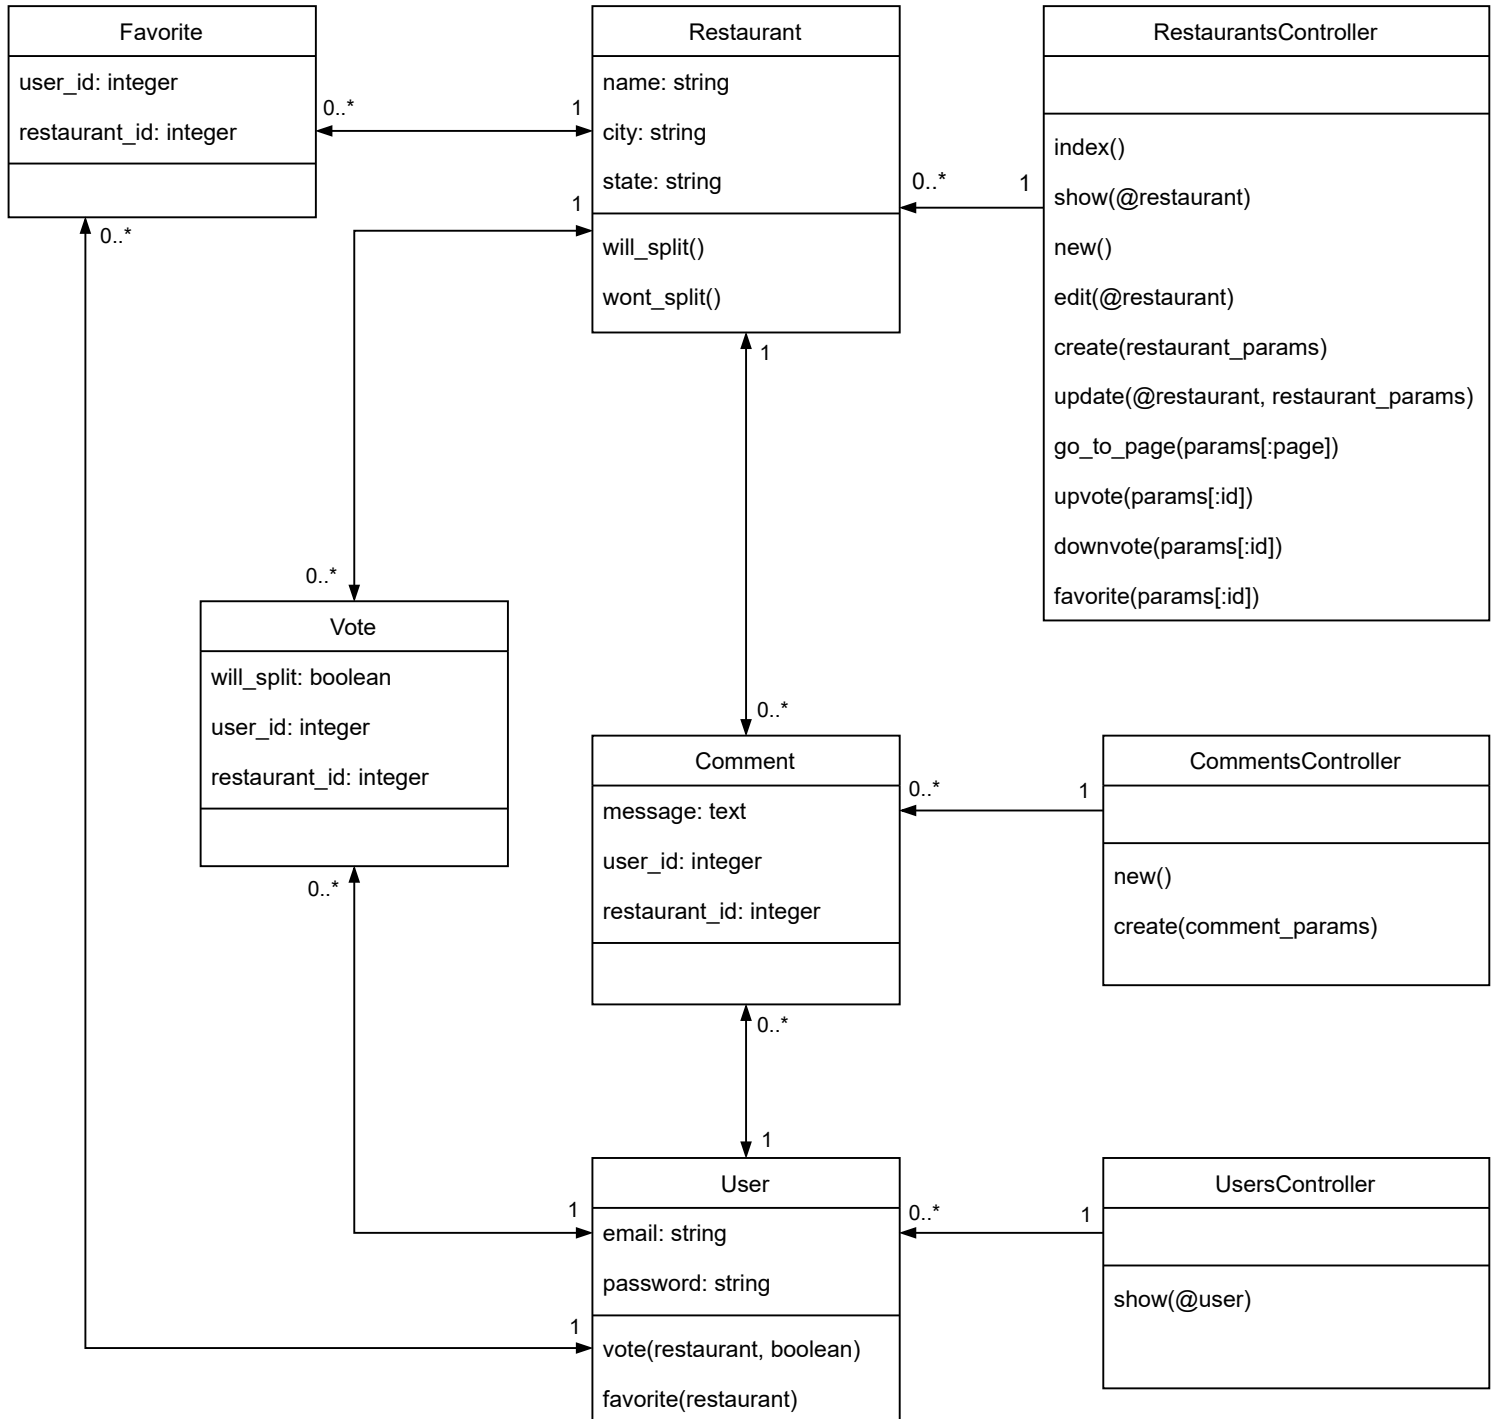 Favorite
user_id: integer
restaurant_id: integer
0..*
1
0..*
Restaurant
name: string
city: string
state: string
1
will_split()
wont_split()
1
0..*
1
RestaurantsController
index()
show(@restaurant)
new()
edit(@restaurant)
create(restaurant_params)
update(@restaurant, restaurant_params)
go_to_page(params[:page])
upvote(params[:id])
downvote(params[:id])
favorite(params[:id])
0..*
Vote
will_split: boolean
user_id: integer
restaurant_id: integer
0..*
0..*
Comment
message: text
user_id: integer
restaurant_id: integer
0..*
0..*
1
CommentsController
new()
create(comment_params)
1
1
1
User
email: string
password: string
vote(restaurant, boolean)
favorite(restaurant)
0..*
1
UsersController
show(@user)